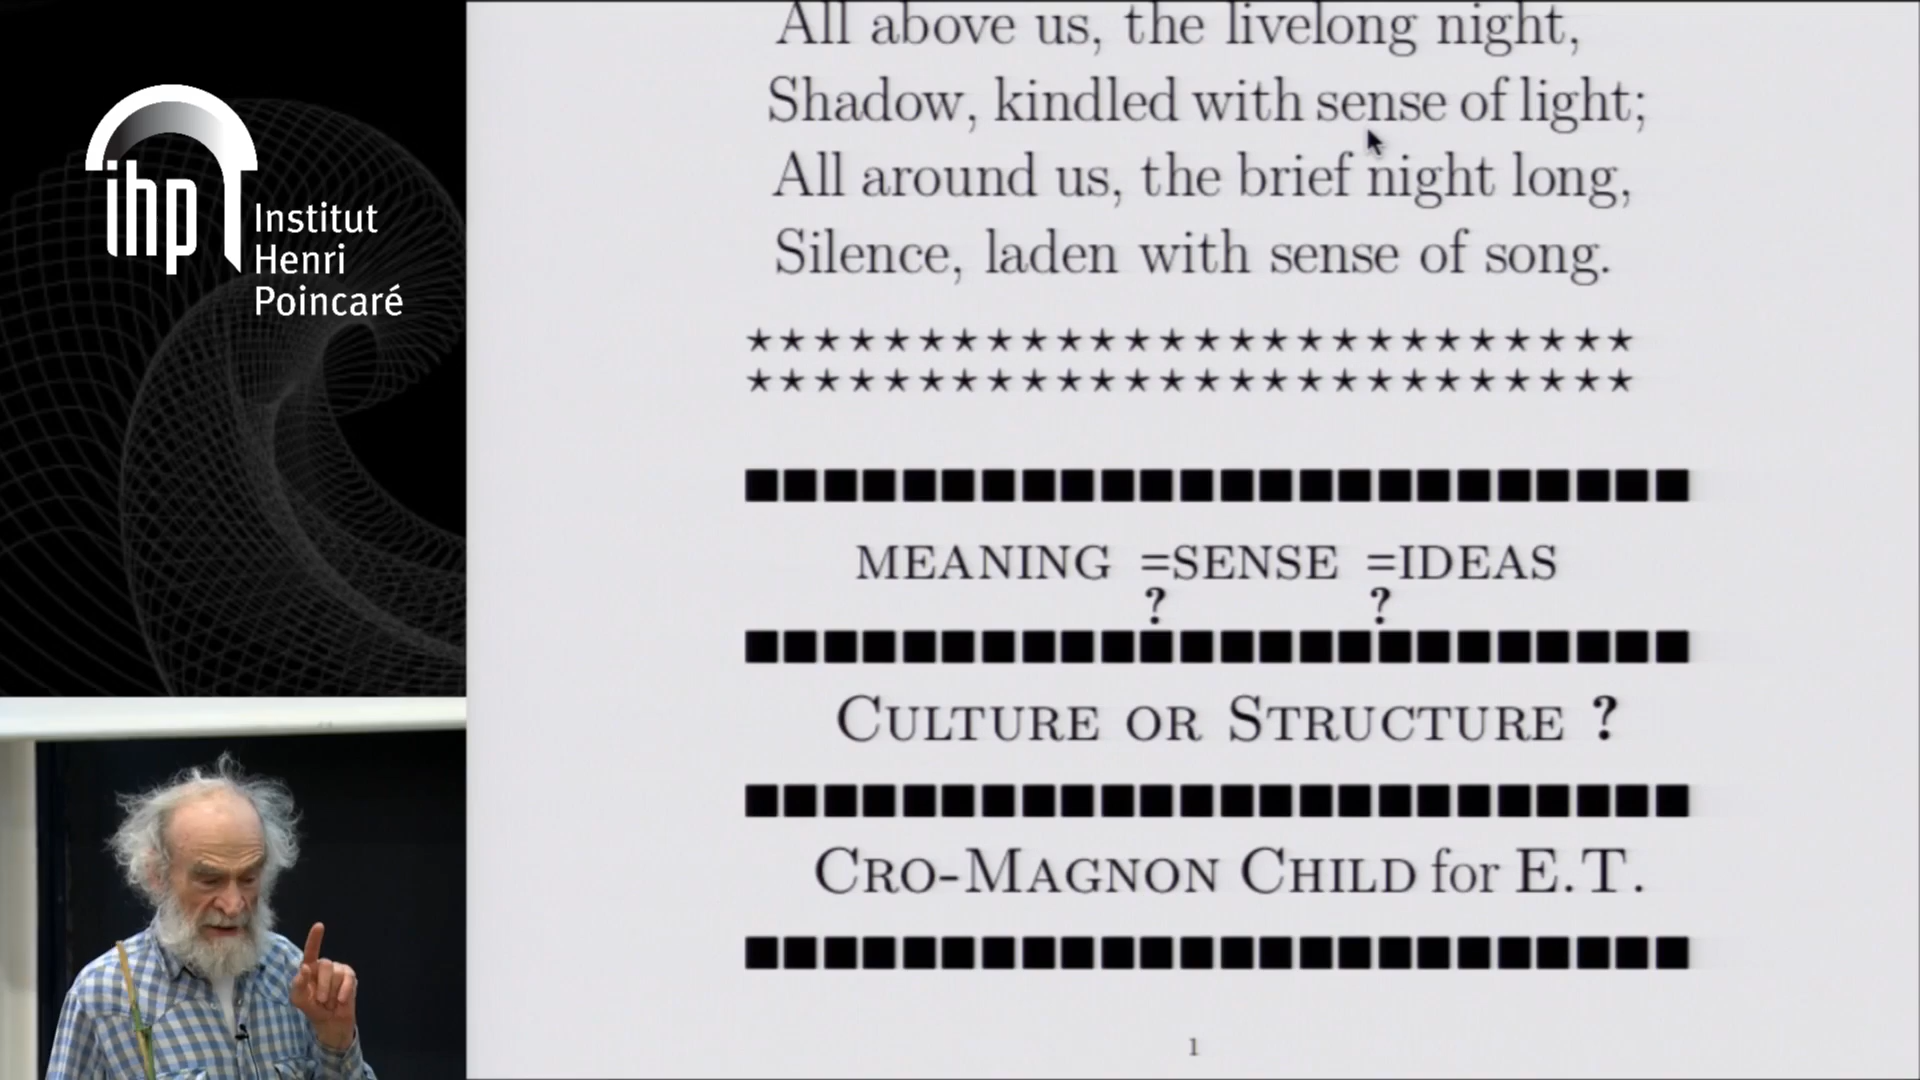 ihp
Institut
Henri
Poincaré
All above us, the livelong night,
Shadow, kindled with sense of light;
All around us, the brief night long,
Silence, laden with sense of song.
MEANING =SENSE =IDEAS
? ?
CULTURE OR STRUCTURE ?
CRO-MAGNON CHILD for E.T.
1